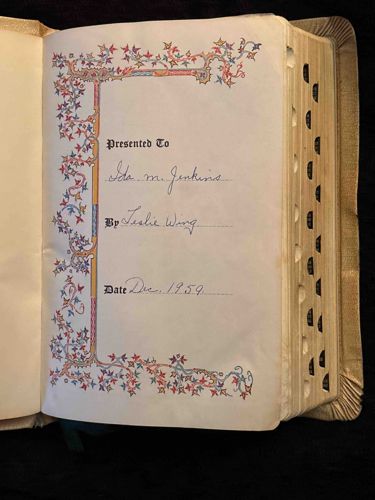 Presented To
Ida m. Jenkins
By Leslie Wing
Date Dec. 1959